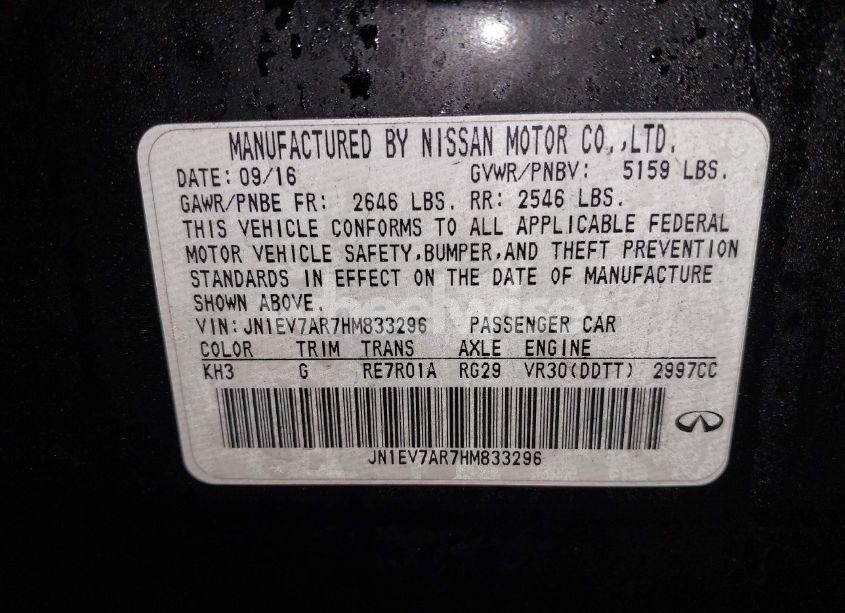 MANUFACTURED BY NISSAN MOTOR CO.,LTD.
DATE: 09/16 GVWR/PNBV: 5159 LBS.
GAWR/PNBE FR: 2646 LBS. RR: 2546 LBS.
THIS VEHICLE CONFORMS TO ALL APPLICABLE FEDERAL
MOTOR VEHICLE SAFETY,BUMPER,AND THEFT PREVENTION
STANDARDS IN EFFECT ON THE DATE OF MANUFACTURE
SHOWN ABOVE.
VIN:JN1EV7AR7HM833296 PASSENGER CAR
COLOR TRIM TRANS AXLE ENGINE
KH3 G RE7R01A RG29 VR30(DDTT) 2997CC
JN1EV7AR7HM833296